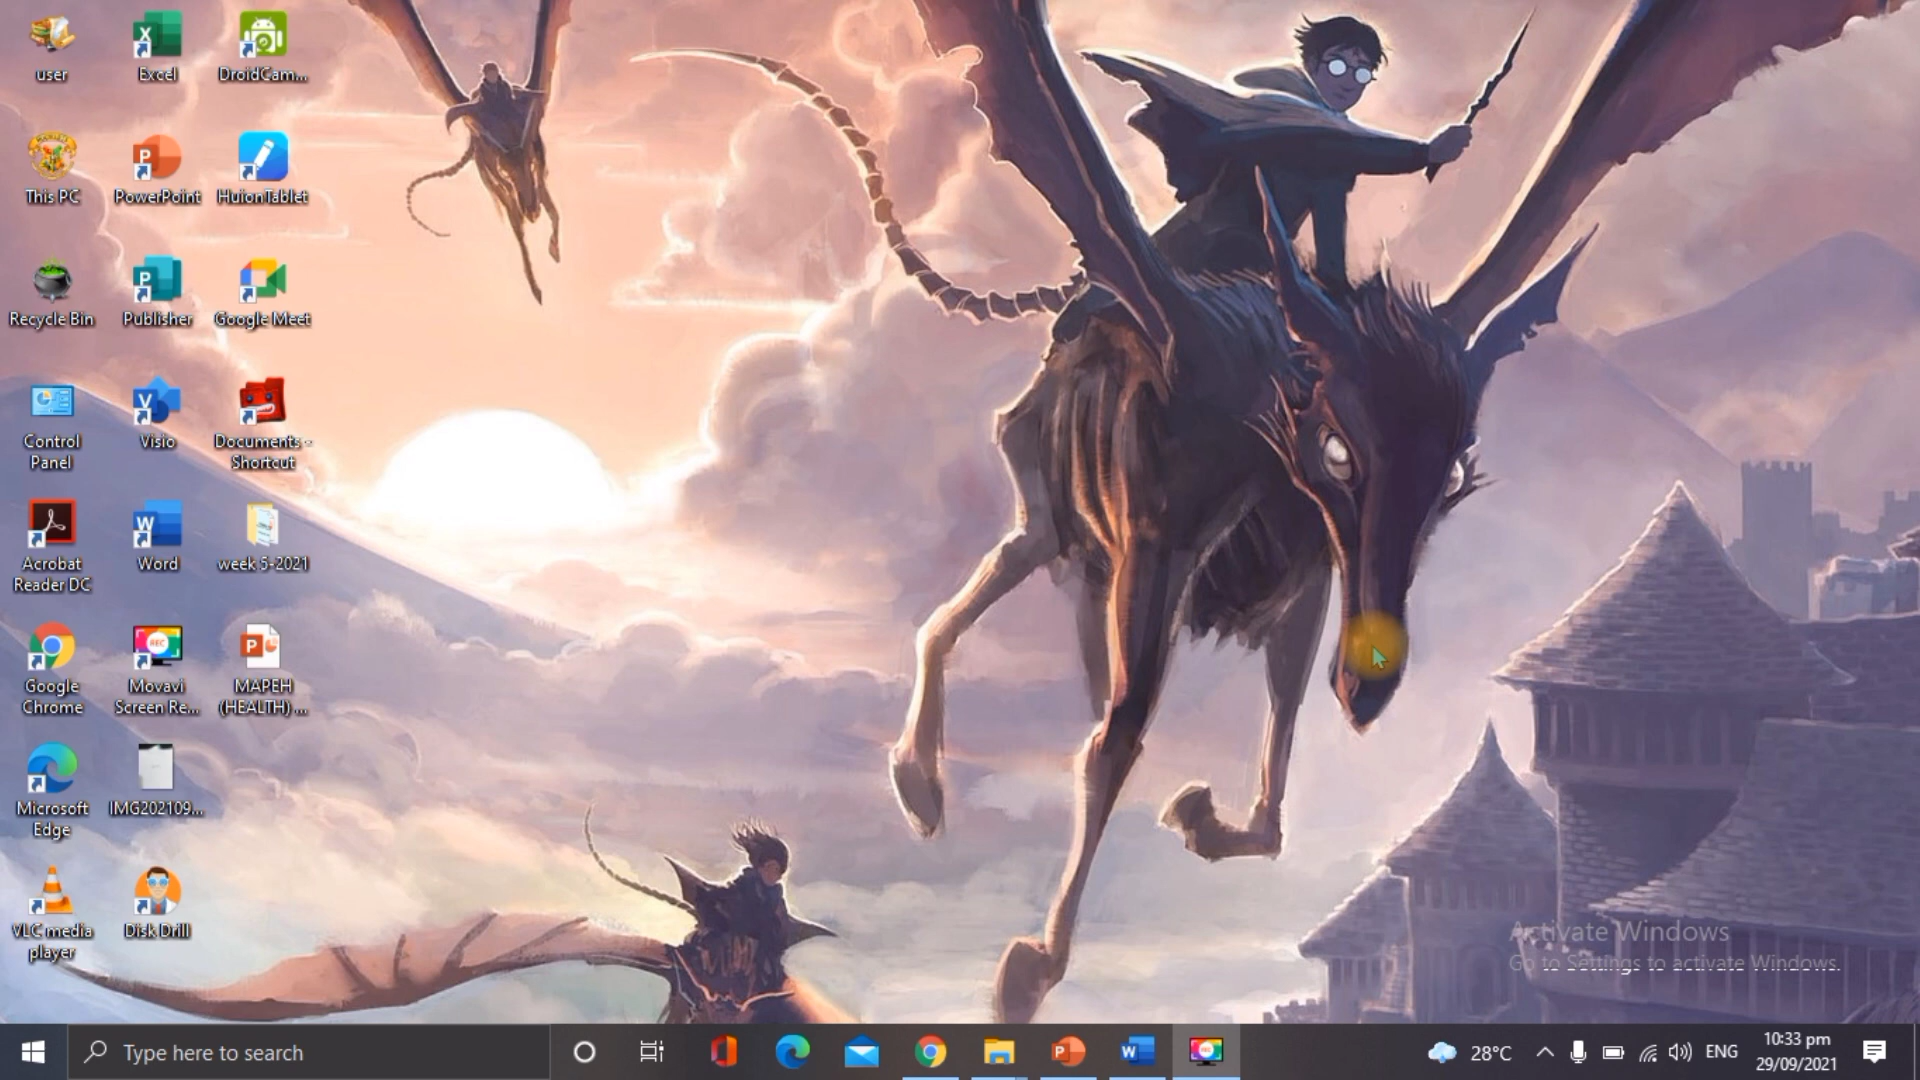 user
Excel
DroidCam...
This PC
PowerPoint
HuionTablet
Recycle Bin
Publisher
Google Meet
Control
Panel
Visio
Documents -
Shortcut
Acrobat
Reader DC
Word
week 5-2021
Google
Chrome
Movavi
Screen Re...
MAPEH
(HEALTH) ...
Microsoft
Edge
IMG202109...
VLC media
player
Disk Drill
Activate Windows
Go to Settings to activate Windows.
Type here to search
28°C
ENG
10:33 pm
29/09/2021